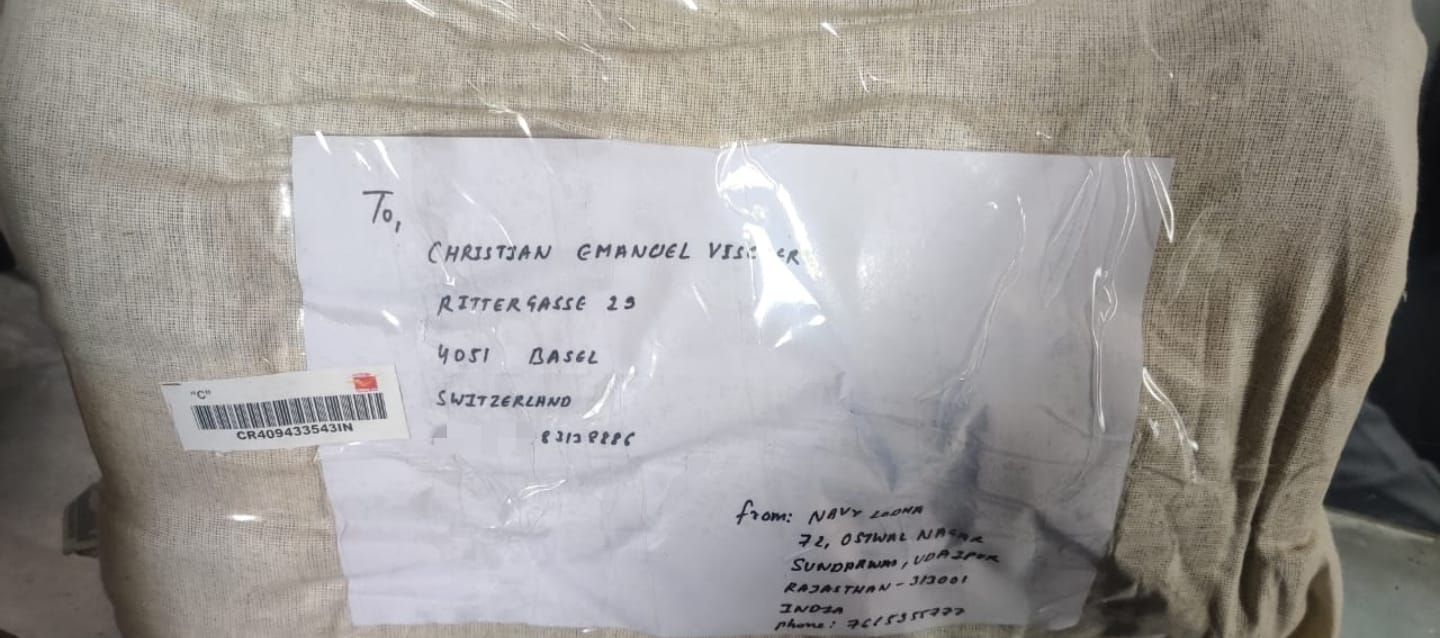 To,
CHRISTIAN EMANUEL
RITTERGASSE 29
4051 BASEL
SWITZERLAND
"C"
CR409433543IN
from: NAVY LODHA
72, OSTWAL NAGAR
SUNDARWAS, UDAIPUR
RAJASTHAN - 313001
INDIA
phone: